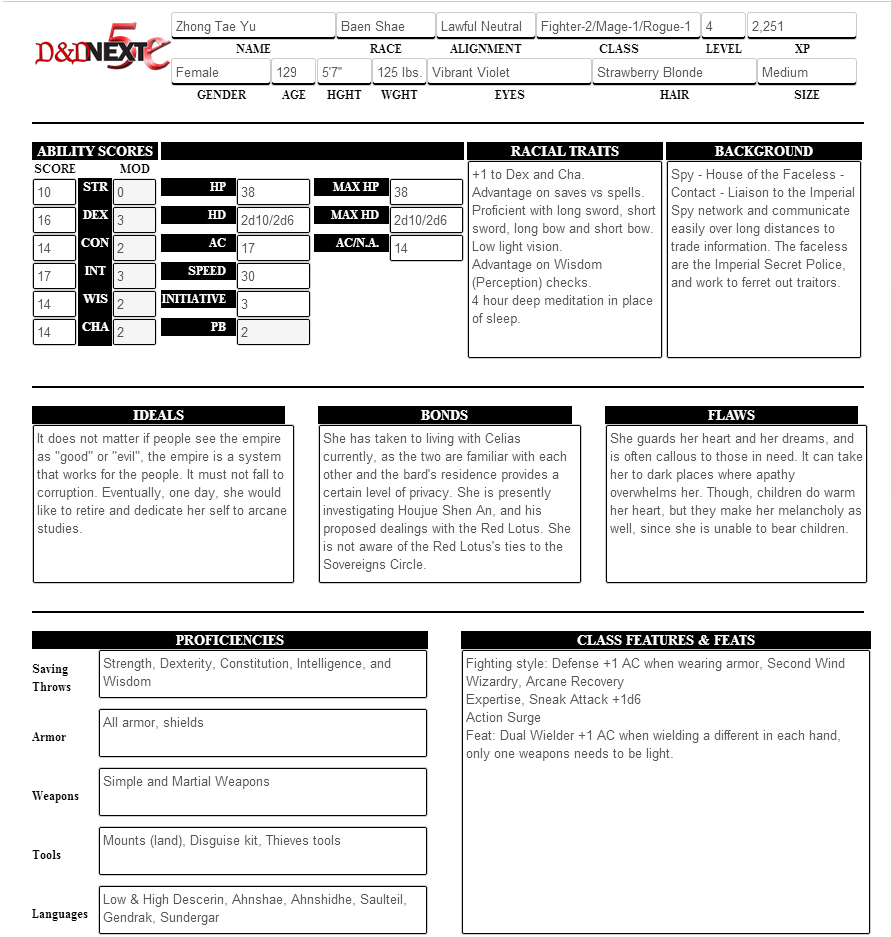 D&DNEXT 5e
Zhong Tae Yu Baen Shae Lawful Neutral Fighter-2/Mage-1/Rogue-1 4 2,251
NAME RACE ALIGNMENT CLASS LEVEL XP
Female 129 5'7" 125 lbs. Vibrant Violet Strawberry Blonde Medium
GENDER AGE HGHT WGHT EYES HAIR SIZE
ABILITY SCORES
SCORE MOD
10 STR 0
16 DEX 3
14 CON 2
17 INT 3
14 WIS 2
14 CHA 2
HP 38 MAX HP 38
HD 2d10/2d6 MAX HD 2d10/2d6
AC 17 AC/N.A. 14
SPEED 30
INITIATIVE 3
PB 2
RACIAL TRAITS
+1 to Dex and Cha.
Advantage on saves vs spells.
Proficient with long sword, short
sword, long bow and short bow.
Low light vision.
Advantage on Wisdom
(Perception) checks.
4 hour deep meditation in place
of sleep.
BACKGROUND
Spy - House of the Faceless -
Contact - Liaison to the Imperial
Spy network and communicate
easily over long distances to
trade information. The faceless
are the Imperial Secret Police,
and work to ferret out traitors.
IDEALS
It does not matter if people see the empire
as "good" or "evil", the empire is a system
that works for the people. It must not fall to
corruption. Eventually, one day, she would
like to retire and dedicate her self to arcane
studies.
BONDS
She has taken to living with Celias
currently, as the two are familiar with each
other and the bard's residence provides a
certain level of privacy. She is presently
investigating Houjue Shen An, and his
proposed dealings with the Red Lotus. She
is not aware of the Red Lotus's ties to the
Sovereigns Circle.
FLAWS
She guards her heart and her dreams, and
is often callous to those in need. It can take
her to dark places where apathy
overwhelms her. Though, children do warm
her heart, but they make her melancholy as
well, since she is unable to bear children.
PROFICIENCIES
Saving
Throws
Strength, Dexterity, Constitution, Intelligence, and
Wisdom
Armor
All armor, shields
Weapons
Simple and Martial Weapons
Tools
Mounts (land), Disguise kit, Thieves tools
Languages
Low & High Descerin, Ahnshae, Ahnshidhe, Saulteil,
Gendrak, Sundergar
CLASS FEATURES & FEATS
Fighting style: Defense +1 AC when wearing armor, Second Wind
Wizardry, Arcane Recovery
Expertise, Sneak Attack +1d6
Action Surge
Feat: Dual Wielder +1 AC when wielding a different in each hand,
only one weapons needs to be light.